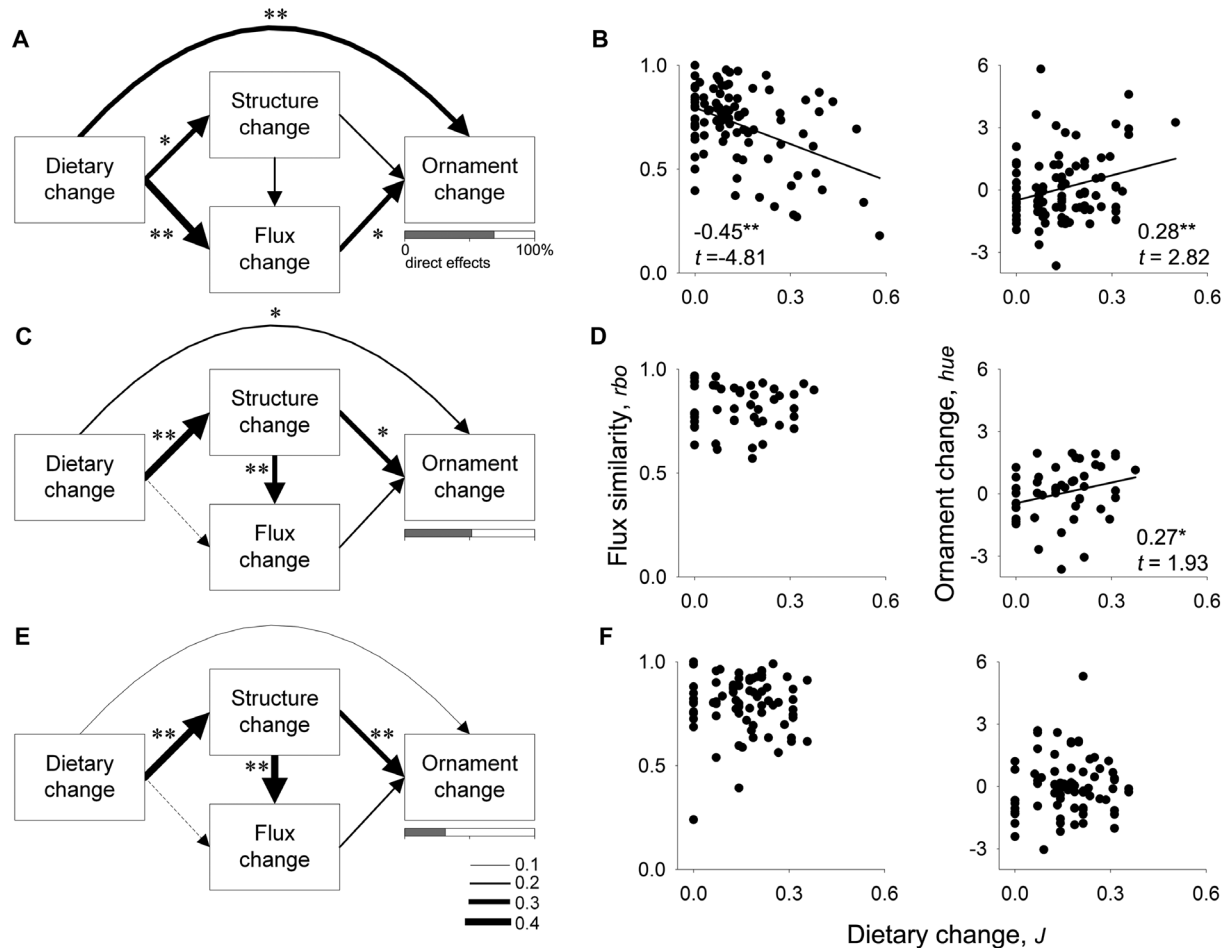 A
**
Structure
change
*
Dietary
change
Ornament
change
**
Flux
change
*
0
100%
direct effects
B
1.0
0.5
0.0
-0.45**
t =-4.81
0.0
0.3
0.6
6
3
0
-3
0.28**
t = 2.82
0.0
0.3
0.6
C
*
Structure
change
**
*
Dietary
change
**
Ornament
change
Flux
change
D
Flux similarity, rbo
1.0
0.5
0.0
0.0
0.3
0.6
Ornament change, hue
6
3
0
-3
0.27*
t = 1.93
0.0
0.3
0.6
E
Structure
change
**
**
Dietary
change
**
Ornament
change
Flux
change
0.1
0.2
0.3
0.4
F
1.0
0.5
0.0
0.0
0.3
0.6
6
3
0
-3
0.0
0.3
0.6
Dietary change, J